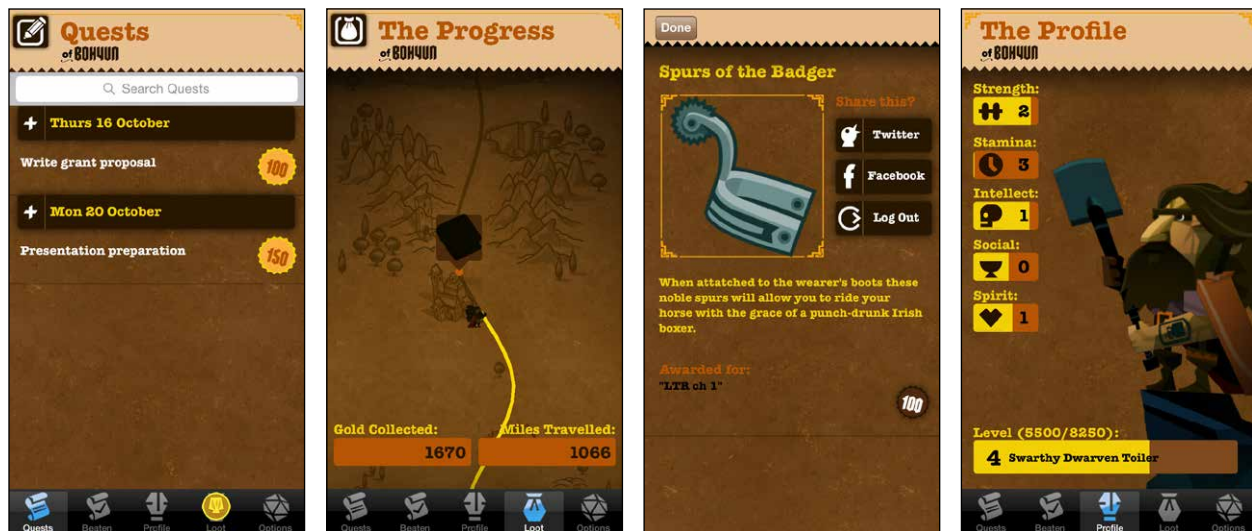 Quests
of BOHYUN
Search Quests
Thurs 16 October
Write grant proposal
100
Mon 20 October
Presentation preparation
150
Quests
Beaten
Profile
Loot
Options
The Progress
of BOHYUN
Gold Collected:
Miles Travelled:
1670
1066
Quests
Beaten
Profile
Loot
Options
Done
Spurs of the Badger
Share this?
Twitter
Facebook
Log Out
When attatched to the wearer's boots these
noble spurs will allow you to ride your
horse with the grace of a punch-drunk Irish
boxer.
Awarded for:
"LTR ch 1"
100
The Profile
of BOHYUN
Strength:
2
Stamina:
3
Intellect:
1
Social:
0
Spirit:
1
Level (5500/8250):
4 Swarthy Dwarven Toiler
Quests
Beaten
Profile
Loot
Options